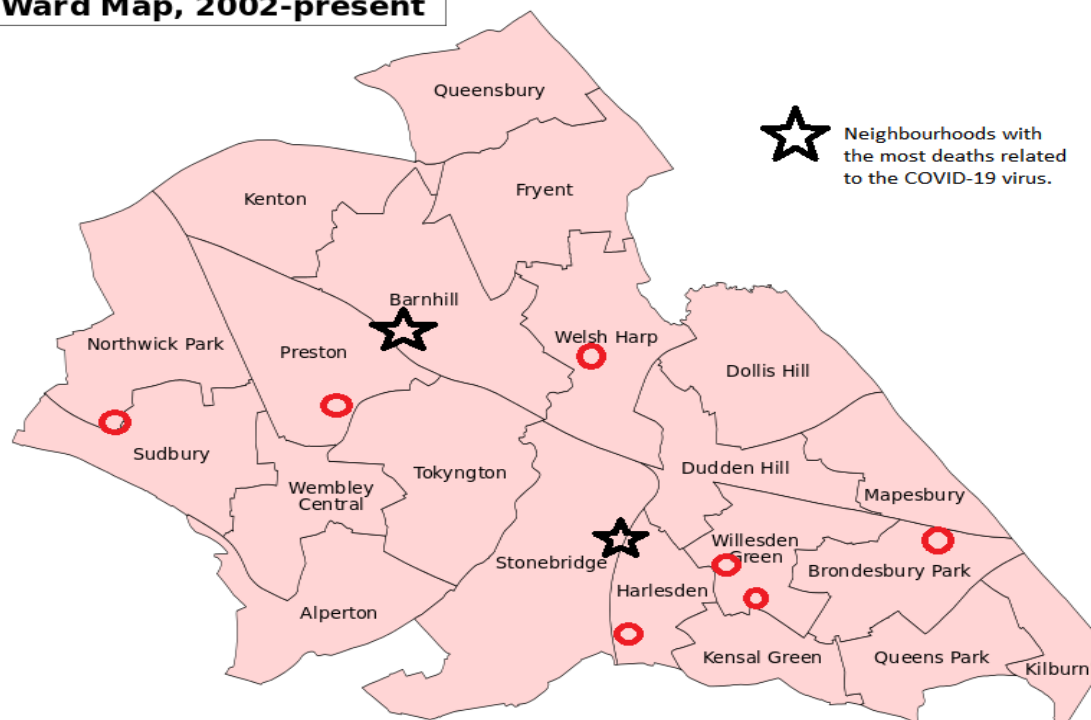 Ward Map, 2002-present
Queensbury
Neighbourhoods with
the most deaths related
to the COVID-19 virus.
Kenton
Fryent
Barnhill
Northwick Park
Preston
Welsh Harp
Dollis Hill
Sudbury
Tokyngton
Dudden Hill
Wembley
Central
Mapesbury
Willesden
Green
Stonebridge
Brondesbury Park
Harlesden
Alperton
Kensal Green
Queens Park
Kilburn